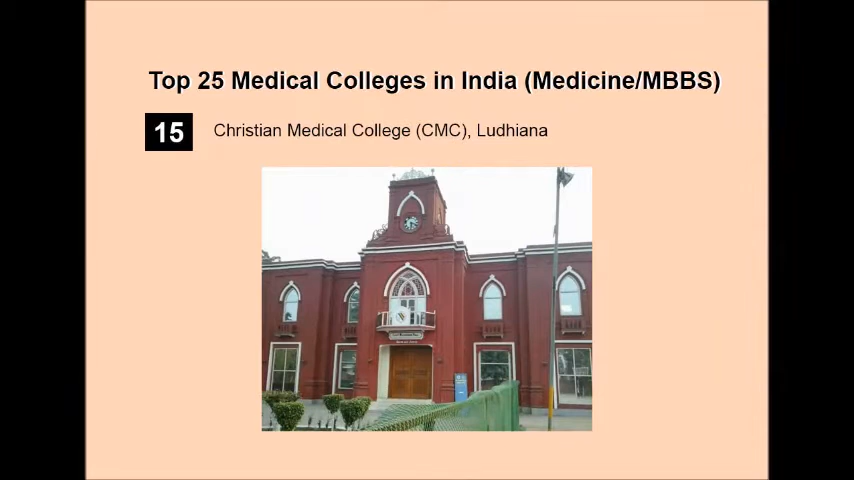 Top 25 Medical Colleges in India (Medicine/MBBS)
15
Christian Medical College (CMC), Ludhiana